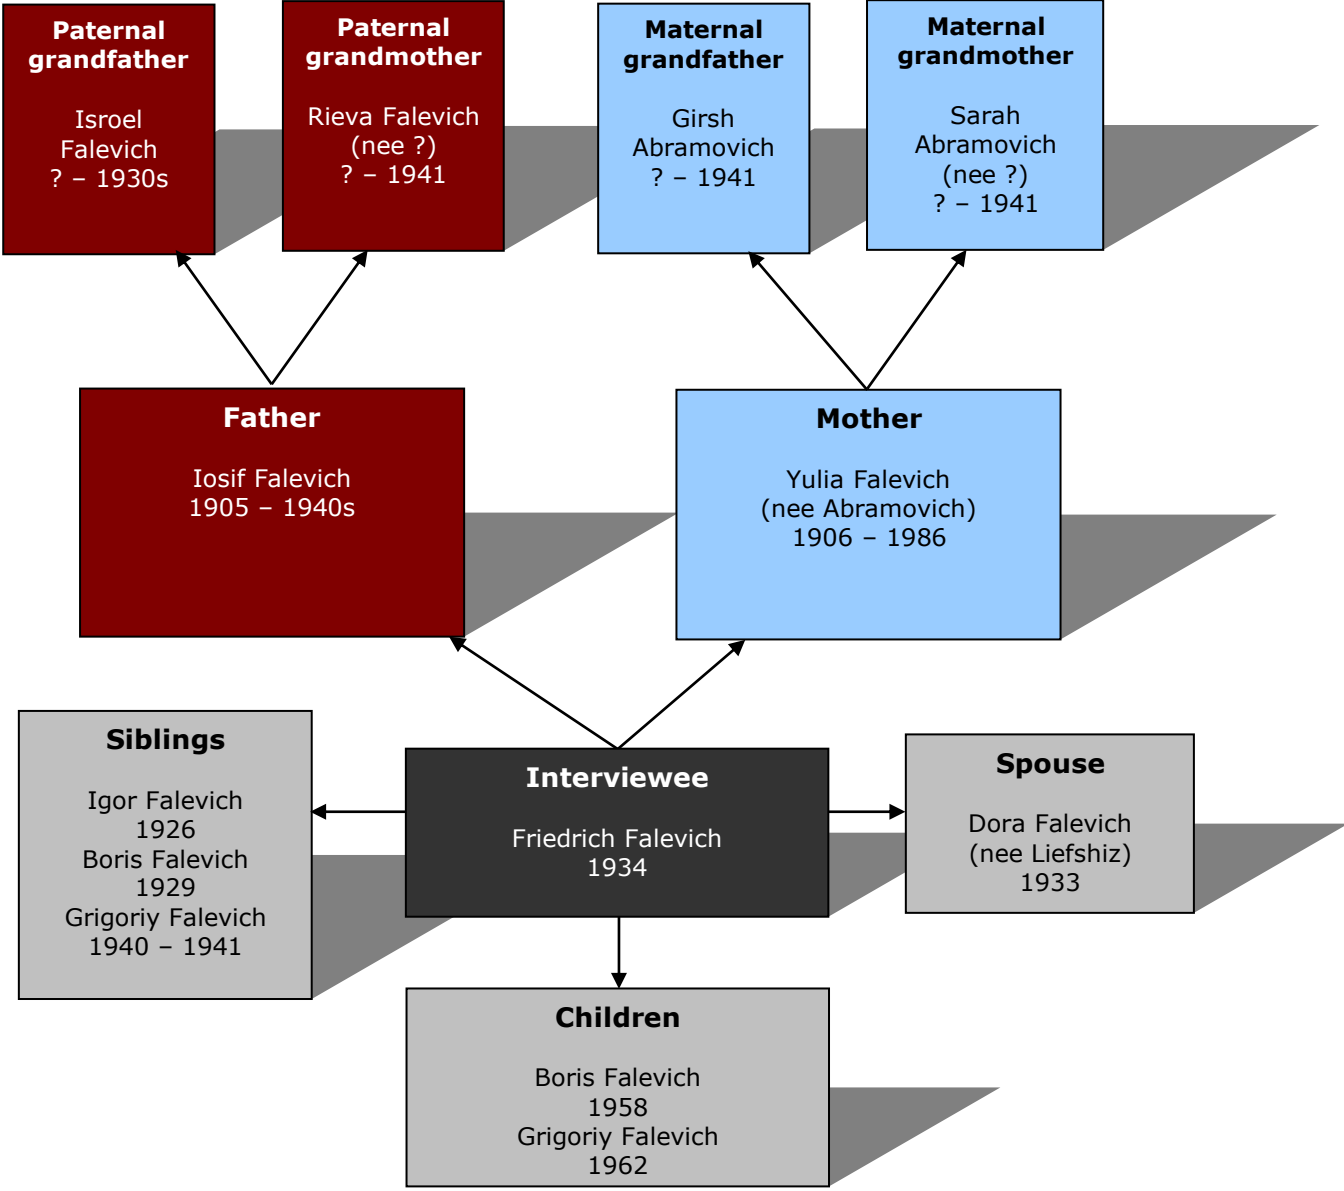 Paternal
grandfather
Isroel
Falevich
? – 1930s
Paternal
grandmother
Rieva Falevich
(nee ?)
? – 1941
Maternal
grandfather
Girsh
Abramovich
? – 1941
Maternal
grandmother
Sarah
Abramovich
(nee ?)
? – 1941
Father
Iosif Falevich
1905 – 1940s
Mother
Yulia Falevich
(nee Abramovich)
1906 – 1986
Siblings
Igor Falevich
1926
Boris Falevich
1929
Grigoriy Falevich
1940 – 1941
Interviewee
Friedrich Falevich
1934
Spouse
Dora Falevich
(nee Liefshiz)
1933
Children
Boris Falevich
1958
Grigoriy Falevich
1962